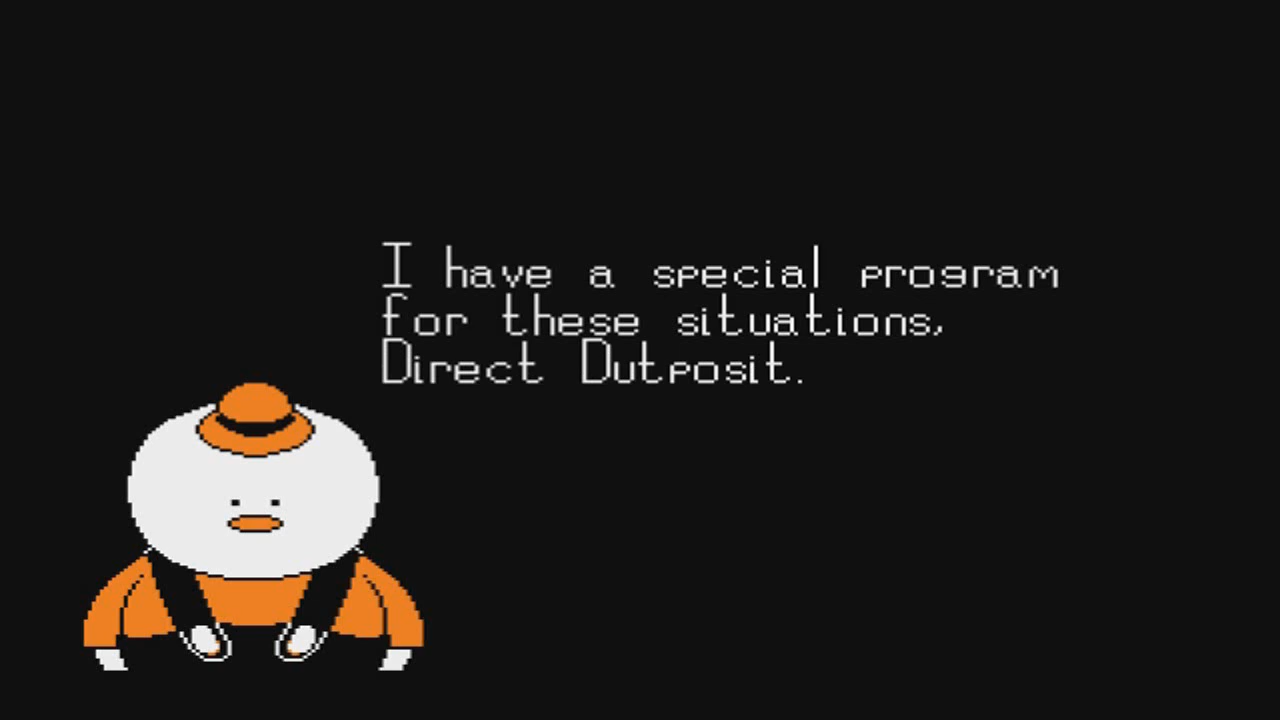 I have a special program
for these situations,
Direct Dutposit.